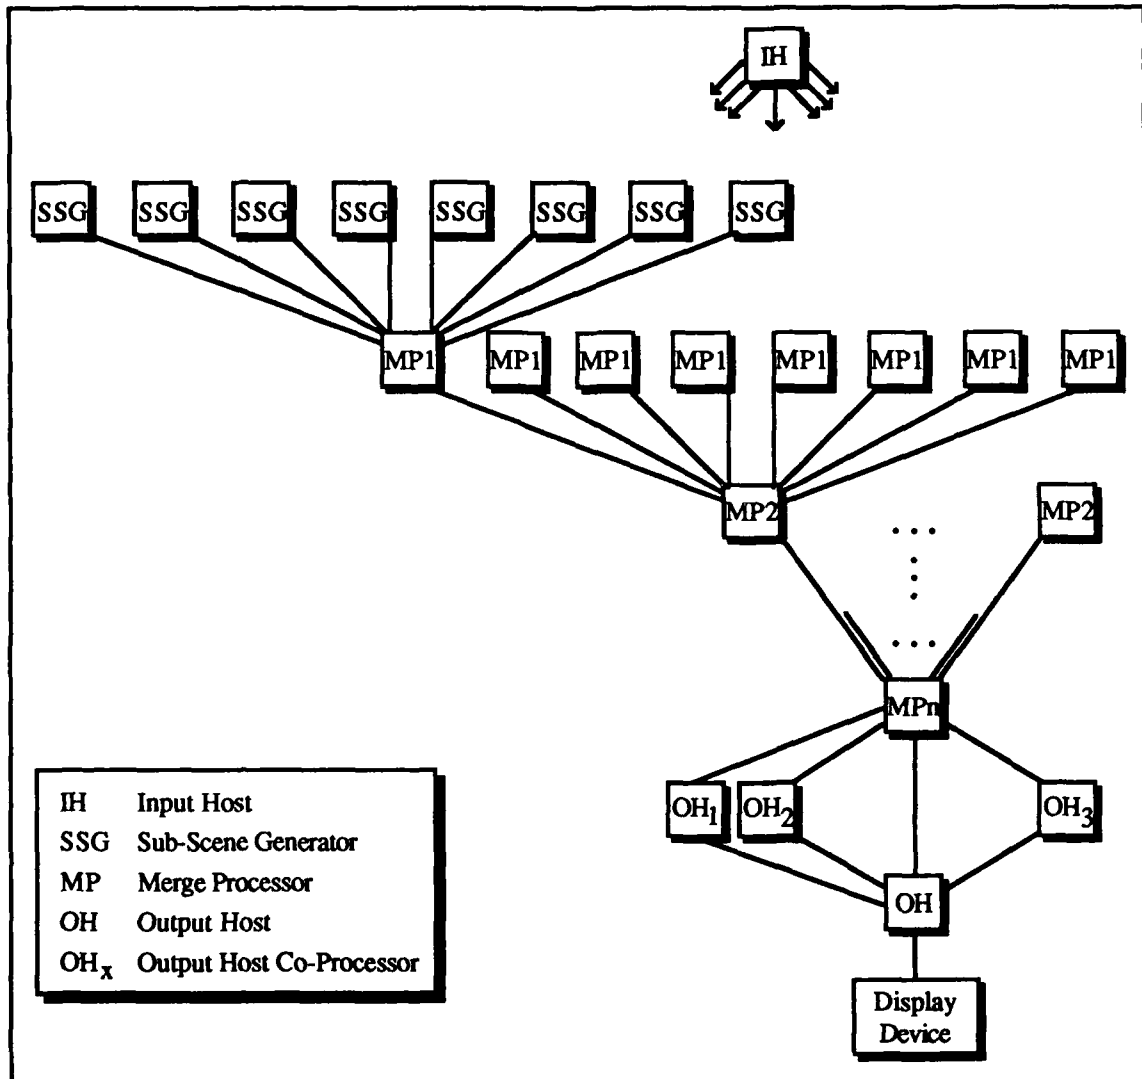 IH
SSG SSG SSG SSG SSG SSG SSG SSG
MP1 MP1 MP1 MP1 MP1 MP1 MP1 MP1
MP2 . . . MP2
. . .
MPn
OH1 OH2 OH3
OH
Display
Device
IH Input Host
SSG Sub-Scene Generator
MP Merge Processor
OH Output Host
OHx Output Host Co-Processor